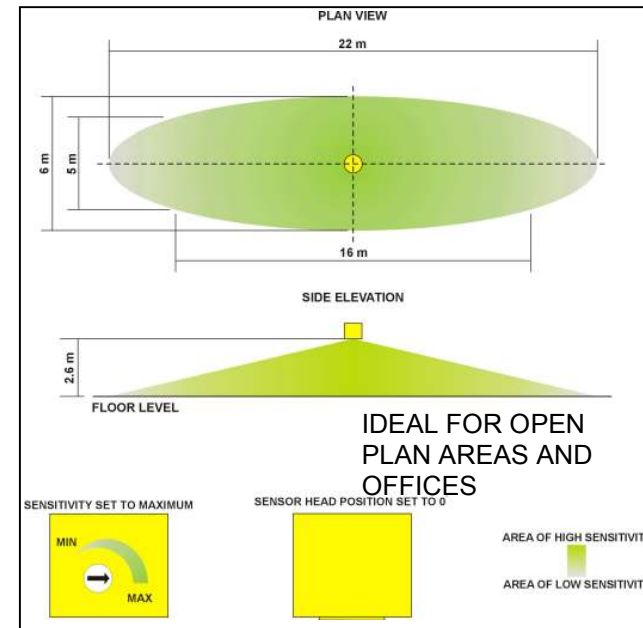 PLAN VIEW
22 m
6 m
5 m
16 m
SIDE ELEVATION
2.6 m
FLOOR LEVEL
IDEAL FOR OPEN
PLAN AREAS AND
OFFICES
SENSITIVITY SET TO MAXIMUM
SENSOR HEAD POSITION SET TO 0
MIN
MAX
AREA OF HIGH SENSITIVIT
AREA OF LOW SENSITIVIT